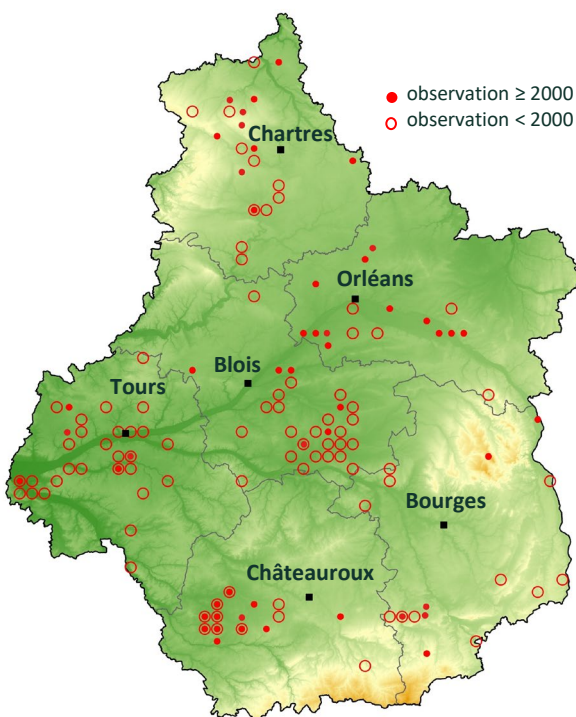 observation ≥ 2000
observation < 2000
Chartres
Orléans
Blois
Tours
Bourges
Châteauroux